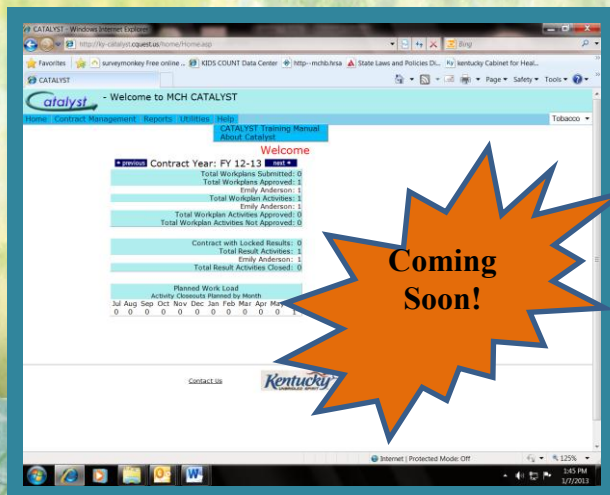 CATALYST - Windows Internet Explorer
http://ky-catalyst.cquest.us/home/Home.asp
Bing
Favorites surveymonkey Free online ... KIDS COUNT Data Center http--mchb.hrsa State Laws and Policies Di... kentucky Cabinet for Heal...
CATALYST Page Safety Tools
Catalyst - Welcome to MCH CATALYST
Home Contract Management Reports Utilities Help Tobacco
CATALYST Training Manual
About Catalyst
Welcome
previous Contract Year: FY 12-13 next
Total Workplans Submitted: 0
Total Workplans Approved: 1
Emily Anderson: 1
Total Workplan Activities: 1
Emily Anderson: 1
Total Workplan Activities Approved: 0
Total Workplan Activities Not Approved: 0
Contract with Locked Results: 0
Total Result Activities: 1
Emily Anderson: 1
Total Result Activities Closed: 0
Planned Work Load
Activity Closeouts Planned by Month
Jul Aug Sep Oct Nov Dec Jan Feb Mar Apr May
0 0 0 0 0 0 0 0 0 0 0 1
Coming
Soon!
Contact Us Kentucky
UNBRIDLED SPIRIT
Internet | Protected Mode: Off 125%
1:45 PM
1/7/2013